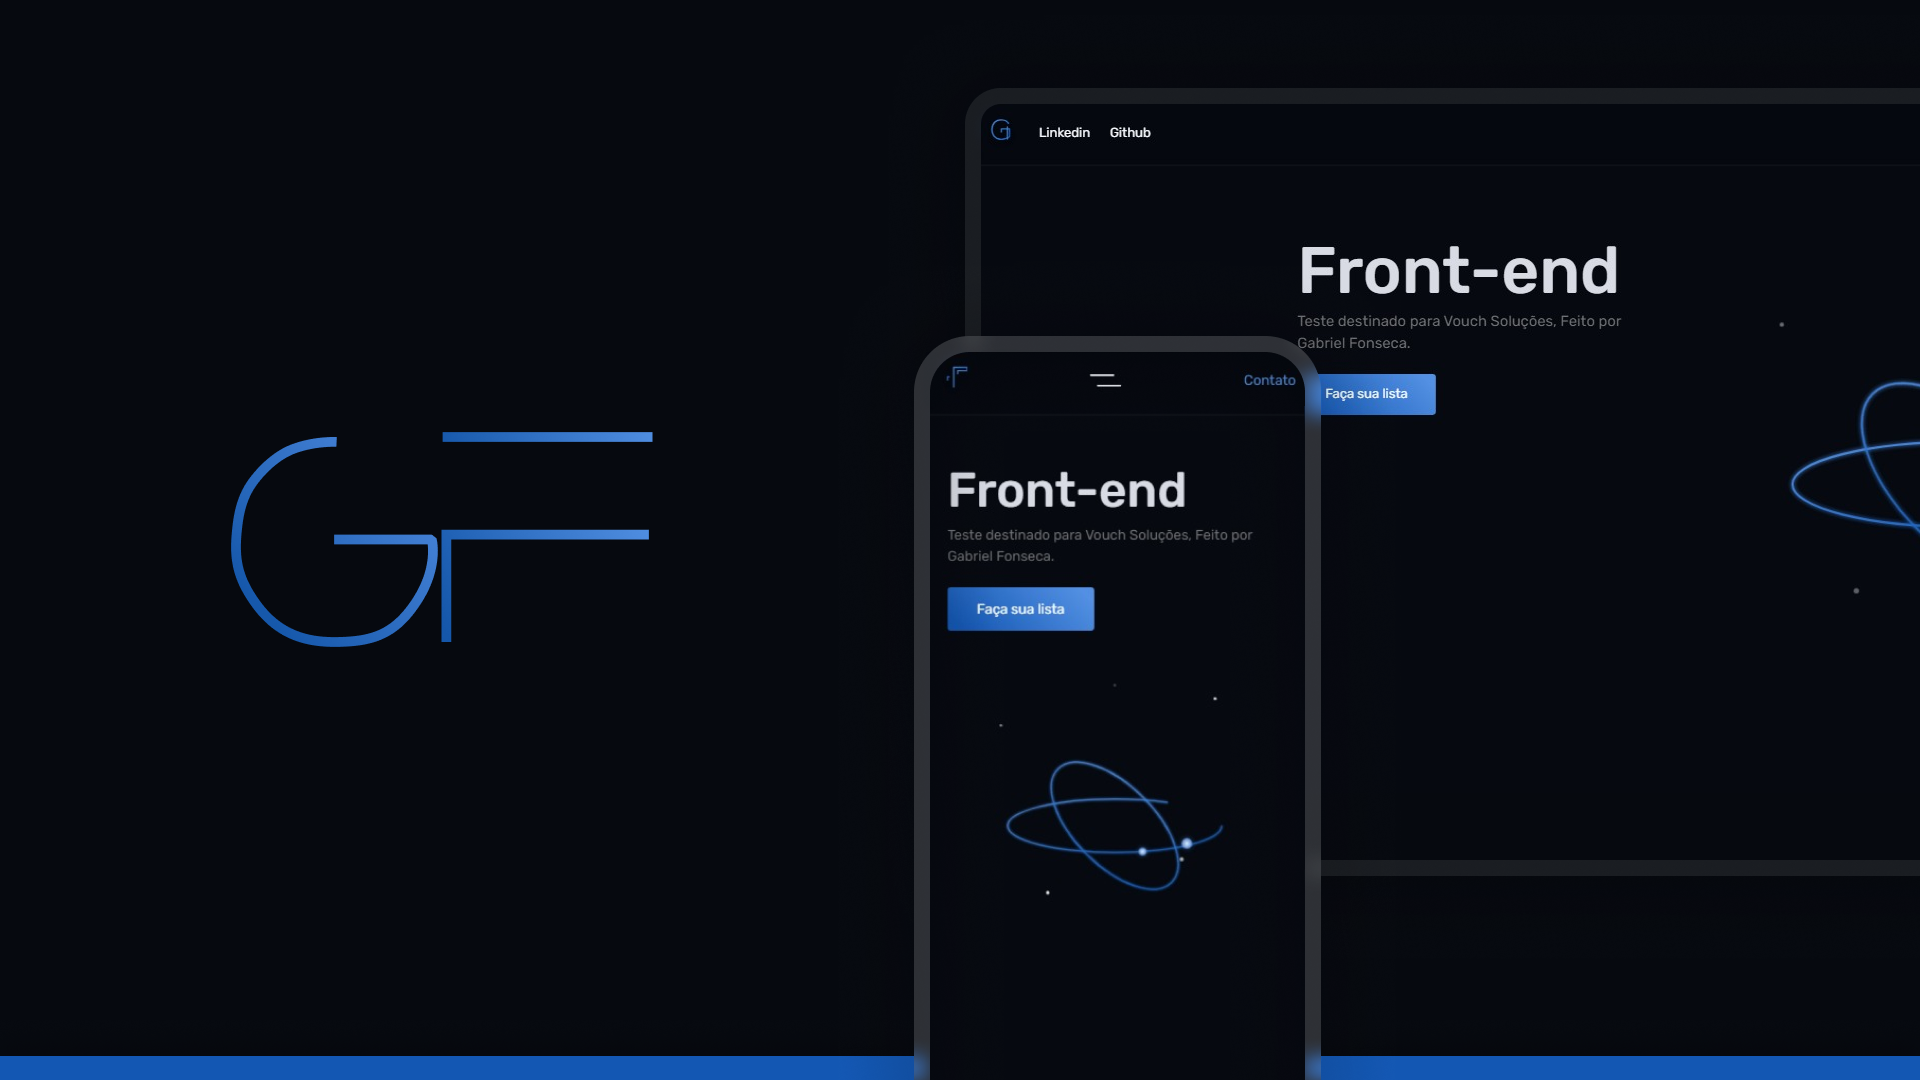 GF
Linkedin Github
Front-end
Teste destinado para Vouch Soluções, Feito por
Gabriel Fonseca.
Faça sua lista
Contato
Front-end
Teste destinado para Vouch Soluções, Feito por
Gabriel Fonseca.
Faça sua lista